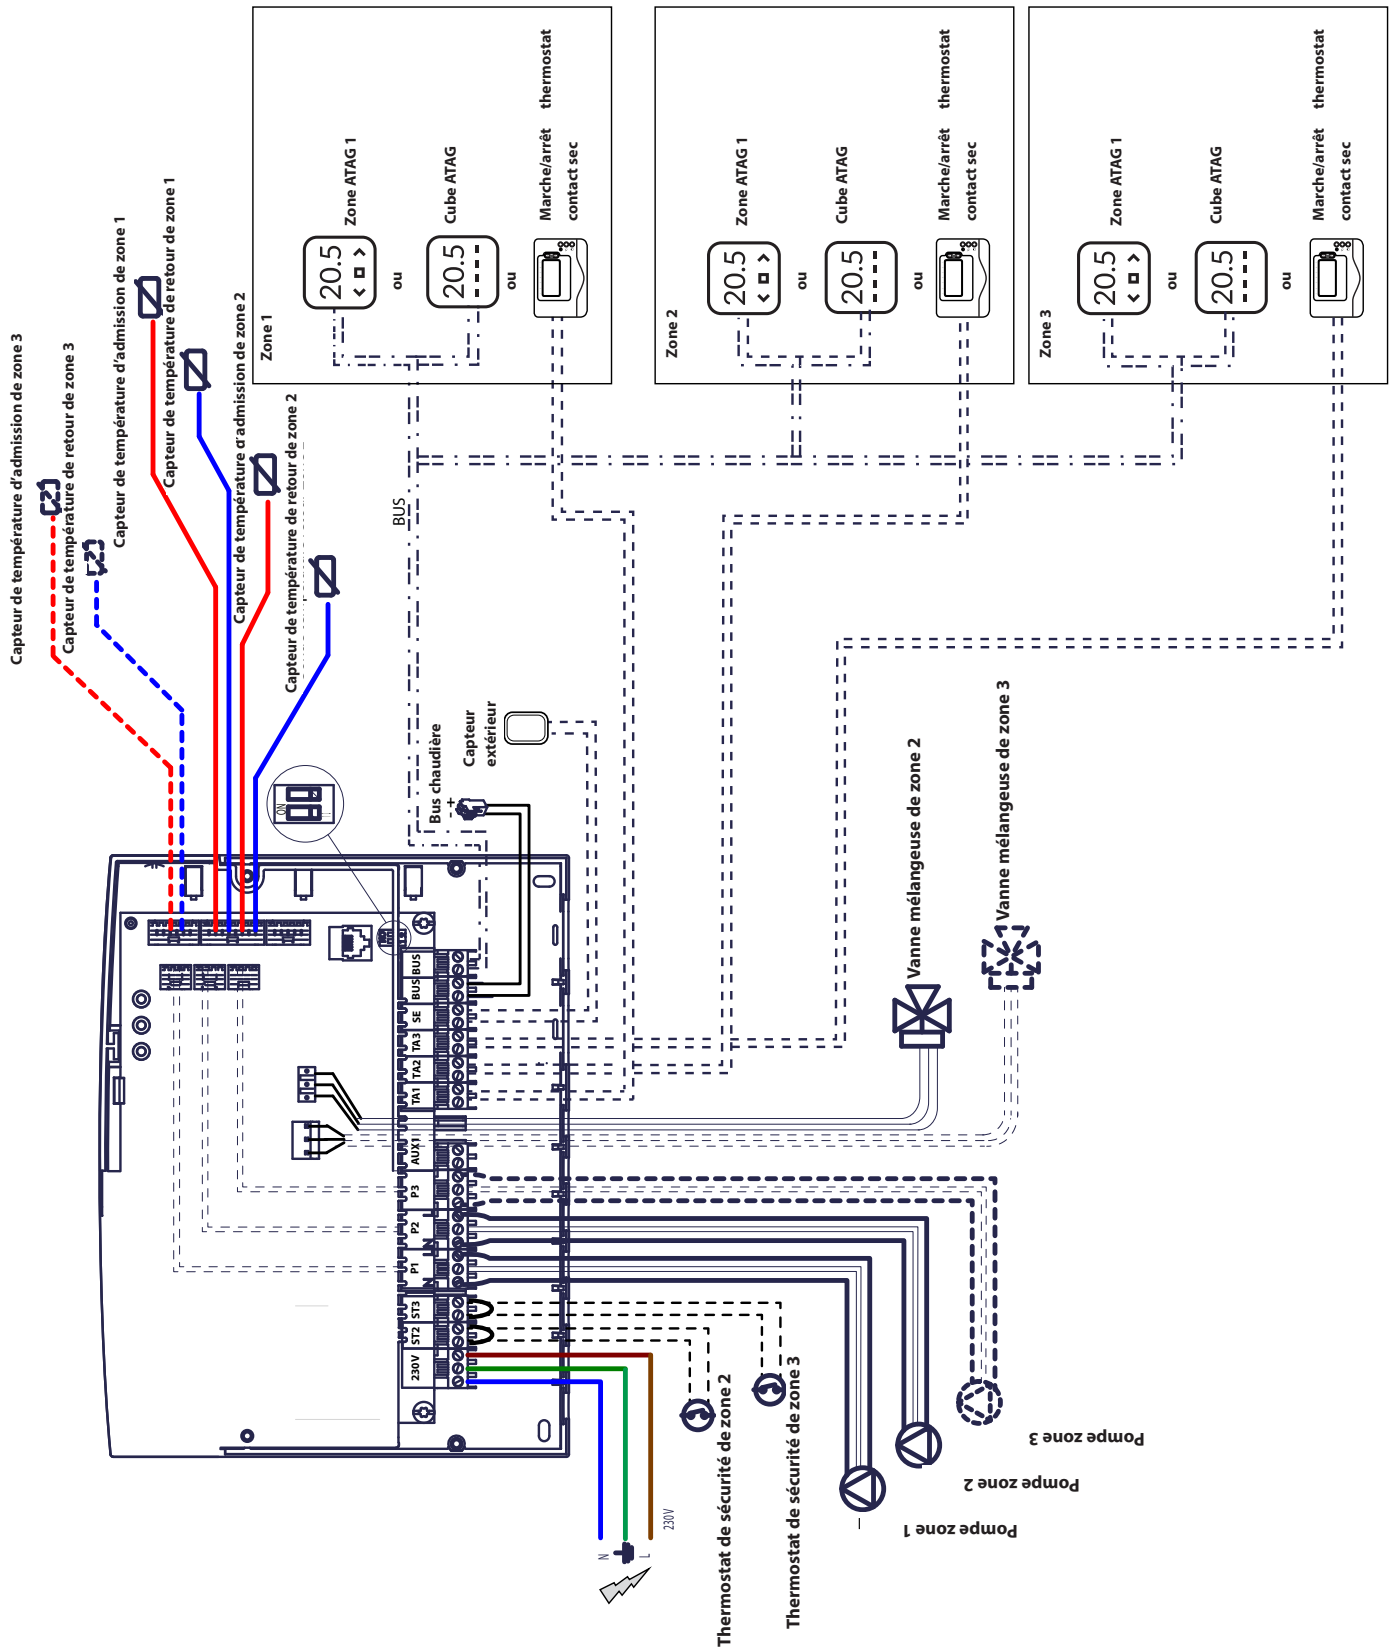 Capteur de température d'admission de zone 3
Capteur de température de retour de zone 3
Capteur de température d'admission de zone 1
Capteur de température de retour de zone 1
Capteur de température d'admission de zone 2
Capteur de température de retour de zone 2
Zone 1
20.5
Zone ATAG 1
ou
20.5
Cube ATAG
ou
Marche/arrêt thermostat
contact sec
Zone 2
20.5
Zone ATAG 1
ou
20.5
Cube ATAG
ou
Marche/arrêt thermostat
contact sec
Zone 3
20.5
Zone ATAG 1
ou
20.5
Cube ATAG
ou
Marche/arrêt thermostat
contact sec
BUS
Bus chaudière
- +
Capteur
extérieur
ON
230V
ST2
ST3
P1
P2
P3
AUX1
TA1
TA2
TA3
SE
BUS
BUS
N
L
N
L
Vanne mélangeuse de zone 2
Vanne mélangeuse de zone 3
N
L
230V
Thermostat de sécurité de zone 2
Thermostat de sécurité de zone 3
Pompe zone 1
Pompe zone 2
Pompe zone 3